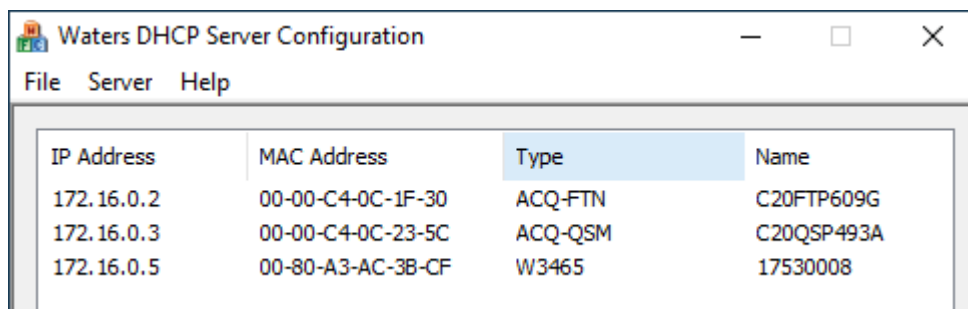 Waters DHCP Server Configuration
File Server Help
IP Address MAC Address Type Name
172.16.0.2 00-00-C4-0C-1F-30 ACQ-FTN C20FTP609G
172.16.0.3 00-00-C4-0C-23-5C ACQ-QSM C20QSP493A
172.16.0.5 00-80-A3-AC-3B-CF W3465 17530008